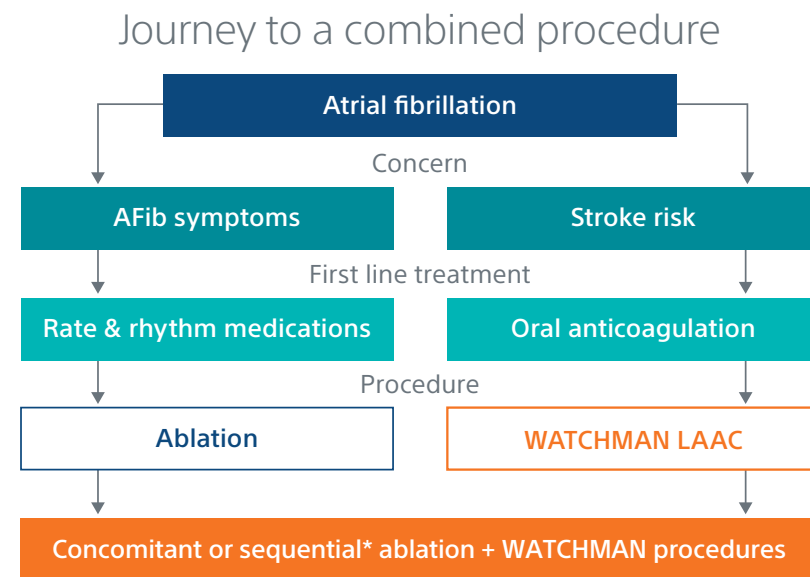 Journey to a combined procedure
Atrial fibrillation
Concern
AFib symptoms
Stroke risk
First line treatment
Rate & rhythm medications
Oral anticoagulation
Procedure
Ablation
WATCHMAN LAAC
Concomitant or sequential* ablation + WATCHMAN procedures